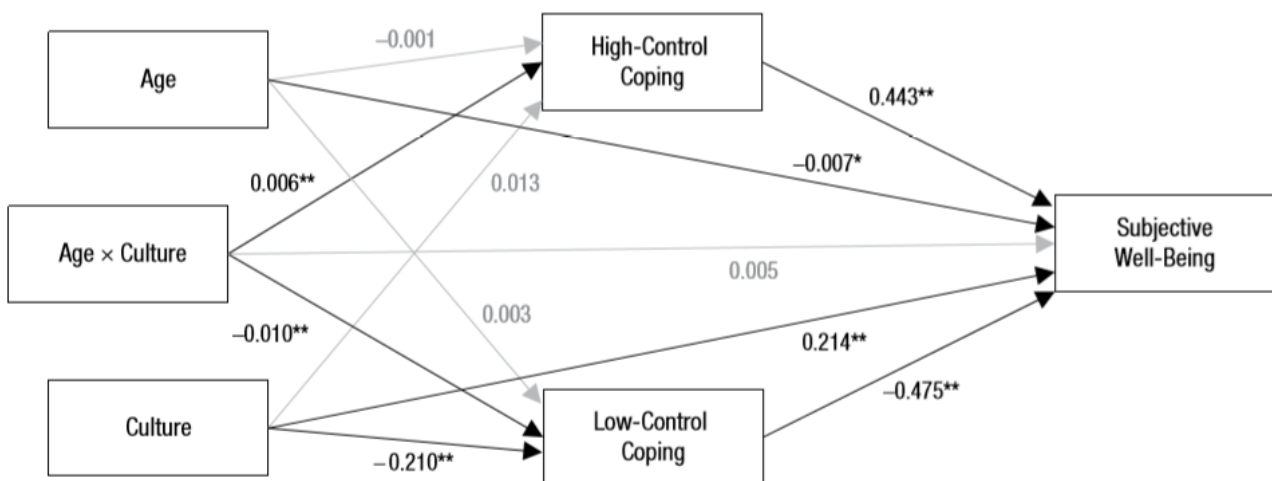 Age
Age × Culture
Culture
High-Control
Coping
Low-Control
Coping
Subjective
Well-Being
–0.001
0.443**
–0.007*
0.006**
0.013
0.005
0.003
–0.010**
0.214**
–0.475**
–0.210**